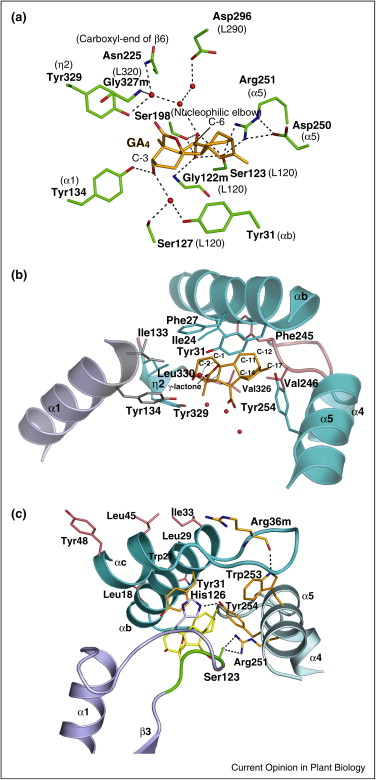 (a)
Asp296
(L290)
(Carboxyl-end of β6)
Asn225
(L320)
(η2)
Tyr329
Gly327m
Arg251
(α5)
Ser198
(Nucleophilic elbow)
C-6
Asp250
(α5)
GA4
C-3
(α1)
Tyr134
Gly122m
(L120)
Ser123 (L120)
Ser127 (L120)
Tyr31 (αb)
(b)
αb
Phe27
Ile133
Ile24
Tyr31
Phe245
C-1
C-12
C-2
C-11
η2
Leu330
γ-lactone
C-14
C-17
Val246
Val326
α1
Tyr134
Tyr329
Tyr254
α5
α4
(c)
Ile33
Leu45
Arg36m
Tyr48
Leu29
αc
Trp21
Tyr31
Trp253
Leu18
His126
α5
αb
Tyr254
Arg251
α4
Ser123
α1
β3
Current Opinion in Plant Biology